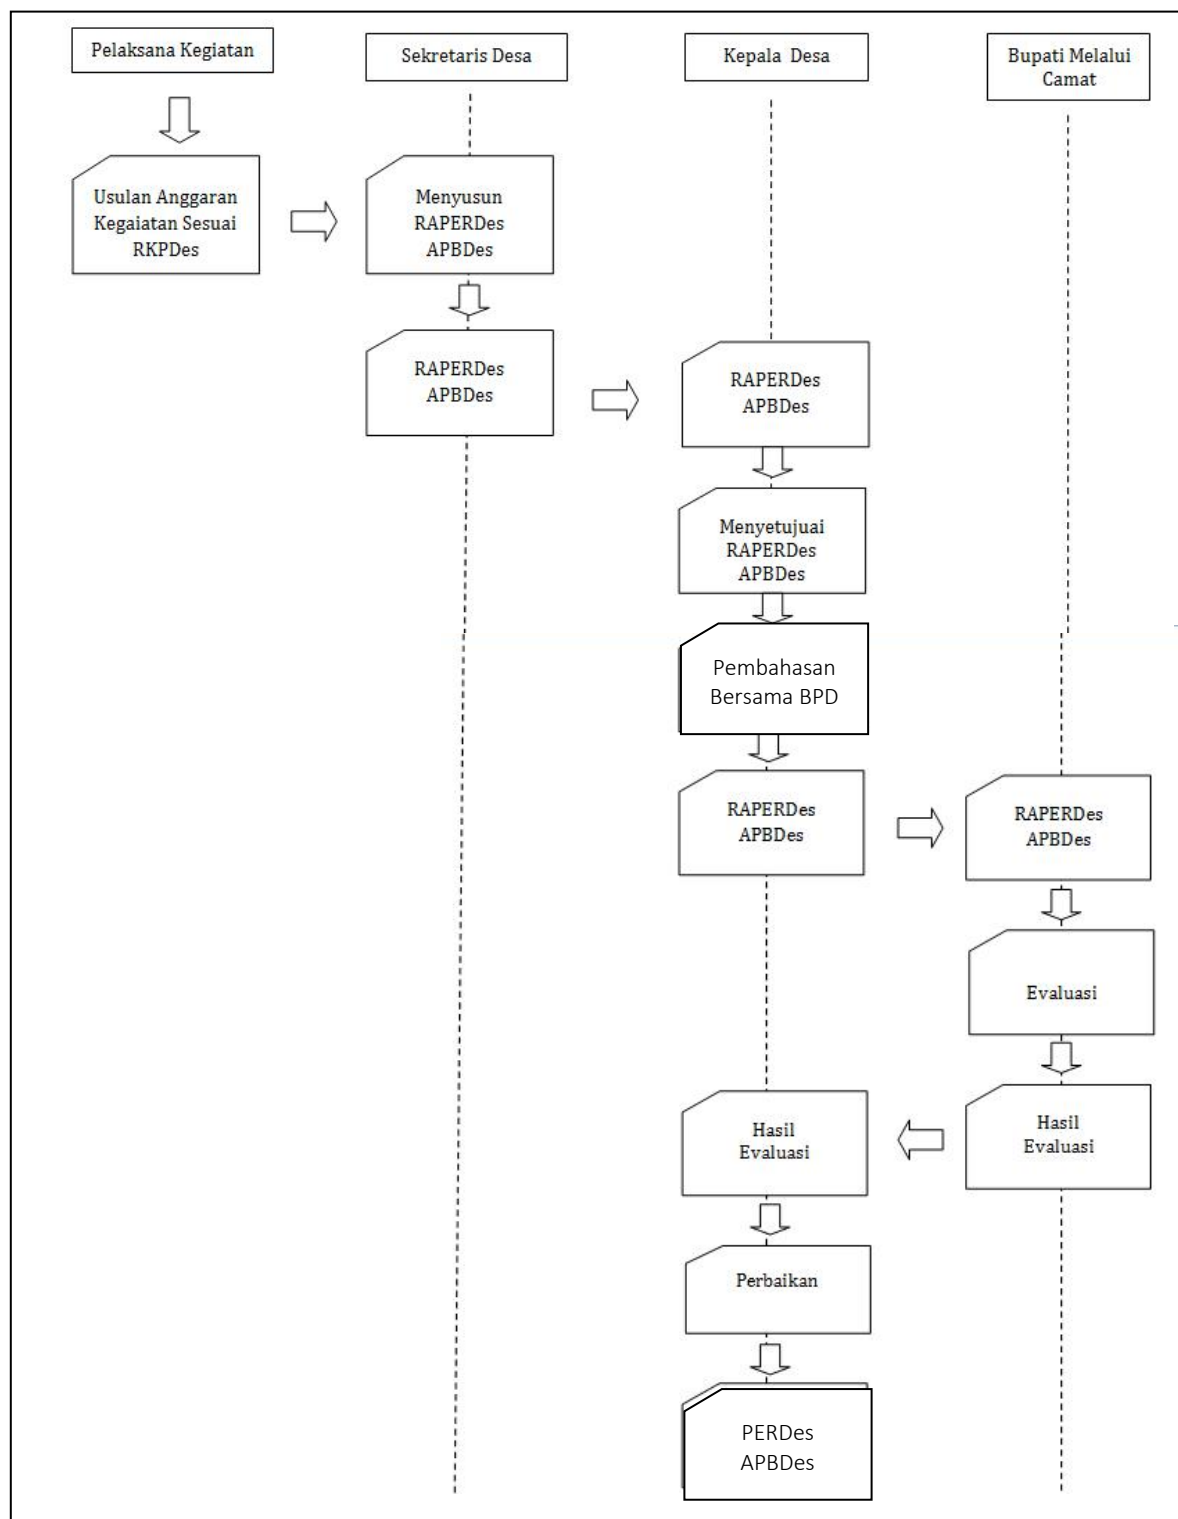 Pelaksana Kegiatan
Sekretaris Desa
Kepala Desa
Bupati Melalui
Camat
Usulan Anggaran
Kegaiatan Sesuai
RKPDes
Menyusun
RAPERDes
APBDes
RAPERDes
APBDes
RAPERDes
APBDes
Menyetujuai
RAPERDes
APBDes
Pembahasan
Bersama BPD
RAPERDes
APBDes
RAPERDes
APBDes
Evaluasi
Hasil
Evaluasi
Hasil
Evaluasi
Perbaikan
PERDes
APBDes